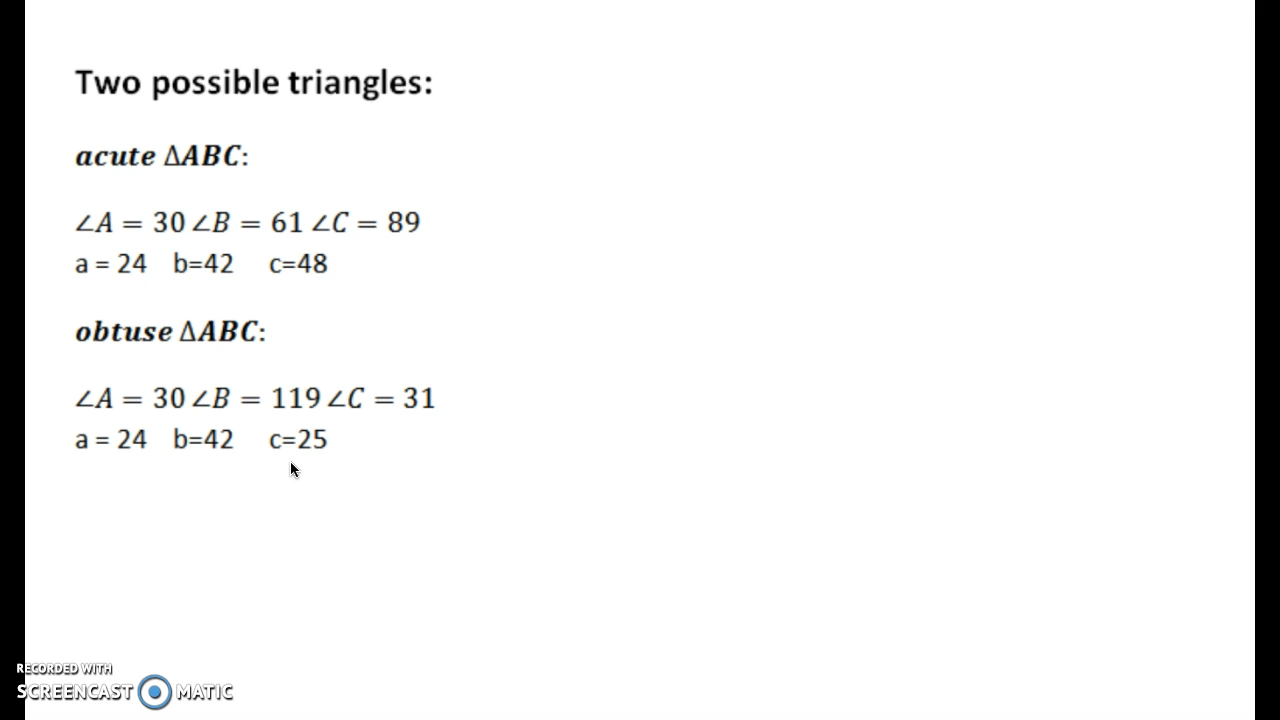 Two possible triangles:
acute ΔABC:
∠A = 30 ∠B = 61 ∠C = 89
a = 24 b=42 c=48
obtuse ΔABC:
∠A = 30 ∠B = 119 ∠C = 31
a = 24 b=42 c=25
RECORDED WITH
SCREENCAST MATIC